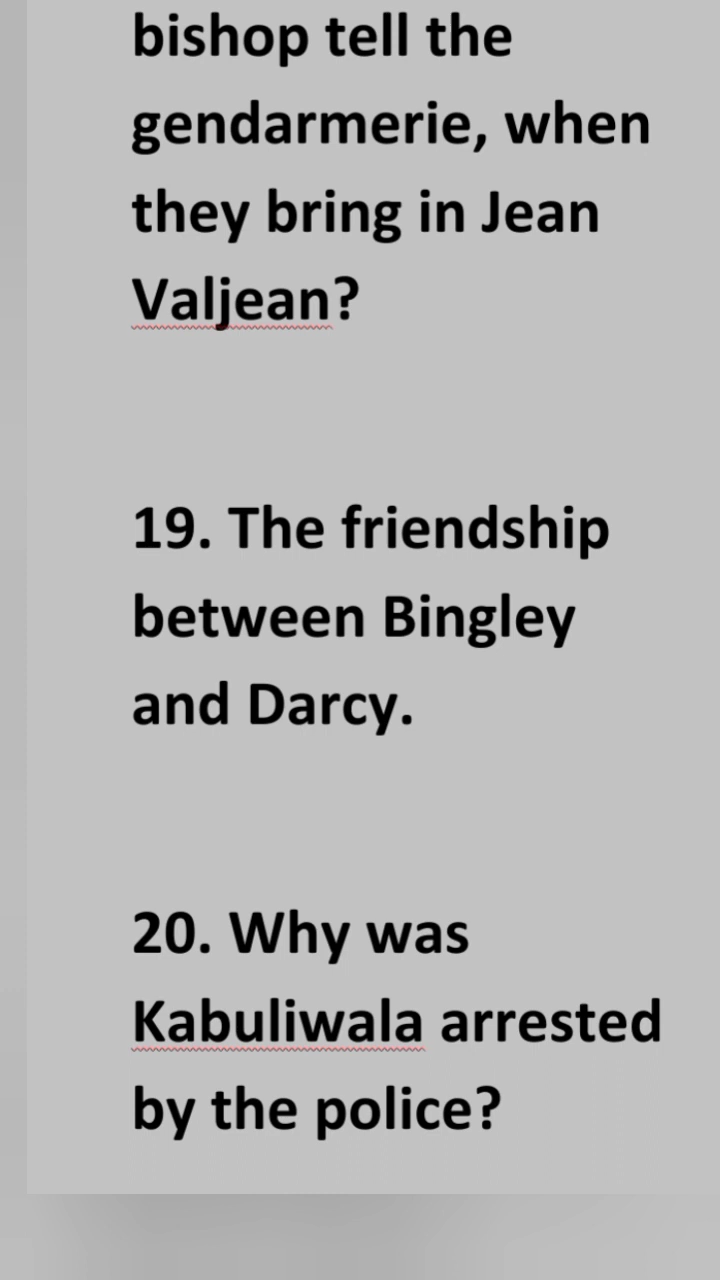 bishop tell the
gendarmerie, when
they bring in Jean
Valjean?
19. The friendship
between Bingley
and Darcy.
20. Why was
Kabuliwala arrested
by the police?